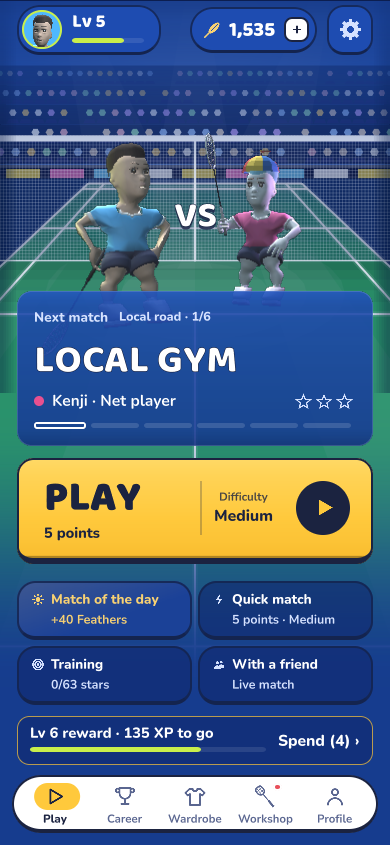 Lv 5
1,535
+
VS
Next match Local road · 1/6
LOCAL GYM
Kenji · Net player
PLAY
5 points
Difficulty
Medium
Match of the day
+40 Feathers
Quick match
5 points · Medium
Training
0/63 stars
With a friend
Live match
Lv 6 reward · 135 XP to go
Spend (4) ›
Play
Career
Wardrobe
Workshop
Profile